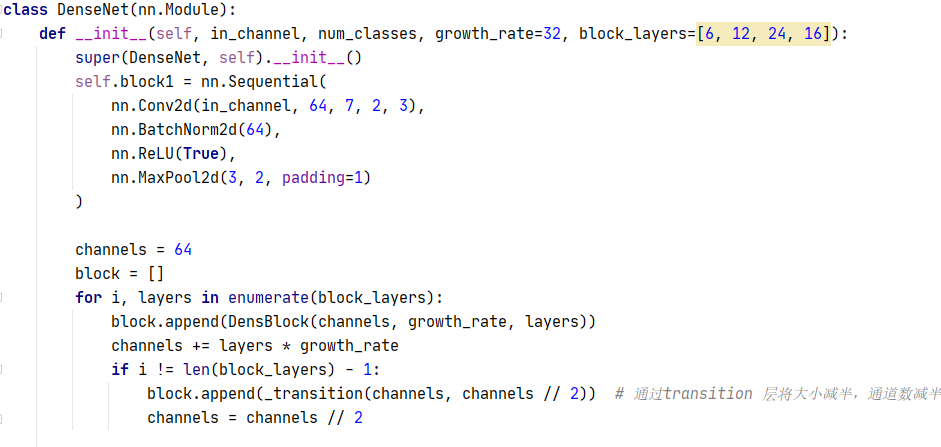 class DenseNet(nn.Module):
    def __init__(self, in_channel, num_classes, growth_rate=32, block_layers=[6, 12, 24, 16]):
        super(DenseNet, self).__init__()
        self.block1 = nn.Sequential(
            nn.Conv2d(in_channel, 64, 7, 2, 3),
            nn.BatchNorm2d(64),
            nn.ReLU(True),
            nn.MaxPool2d(3, 2, padding=1)
        )
        channels = 64
        block = []
        for i, layers in enumerate(block_layers):
            block.append(DensBlock(channels, growth_rate, layers))
            channels += layers * growth_rate
            if i != len(block_layers) - 1:
                block.append(_transition(channels, channels // 2))  # 通过transition 层将大小减半，通道数减半
                channels = channels // 2